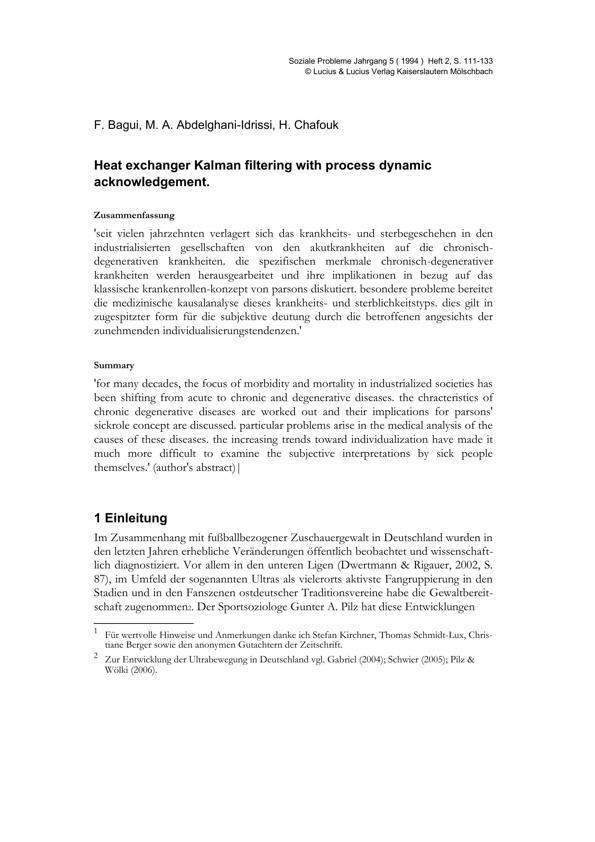 Soziale Probleme Jahrgang 5 ( 1994 ) Heft 2, S. 111-133
© Lucius & Lucius Verlag Kaiserslautern Mölschbach
F. Bagui, M. A. Abdelghani-Idrissi, H. Chafouk
Heat exchanger Kalman filtering with process dynamic
acknowledgement.
Zusammenfassung
'seit vielen jahrzehnten verlagert sich das krankheits- und sterbegeschehen in den
industrialisierten gesellschaften von den akutkrankheiten auf die chronisch-
degenerativen krankheiten. die spezifischen merkmale chronisch-degenerativer
krankheiten werden herausgearbeitet und ihre implikationen in bezug auf das
klassische krankenrollen-konzept von parsons diskutiert. besondere probleme bereitet
die medizinische kausalanalyse dieses krankheits- und sterblichkeitstyps. dies gilt in
zugespitzter form für die subjektive deutung durch die betroffenen angesichts der
zunehmenden individualisierungstendenzen.'
Summary
'for many decades, the focus of morbidity and mortality in industrialized societies has
been shifting from acute to chronic and degenerative diseases. the chracteristics of
chronic degenerative diseases are worked out and their implications for parsons'
sickrole concept are discussed. particular problems arise in the medical analysis of the
causes of these diseases. the increasing trends toward individualization have made it
much more difficult to examine the subjective interpretations by sick people
themselves.' (author's abstract)|
1 Einleitung
Im Zusammenhang mit fußballbezogener Zuschauergewalt in Deutschland wurden in
den letzten Jahren erhebliche Veränderungen öffentlich beobachtet und wissenschaft-
lich diagnostiziert. Vor allem in den unteren Ligen (Dwertmann & Rigauer, 2002, S.
87), im Umfeld der sogenannten Ultras als vielerorts aktivste Fangruppierung in den
Stadien und in den Fanszenen ostdeutscher Traditionsvereine habe die Gewaltbereit-
schaft zugenommen2. Der Sportsoziologe Gunter A. Pilz hat diese Entwicklungen
1 Für wertvolle Hinweise und Anmerkungen danke ich Stefan Kirchner, Thomas Schmidt-Lux, Chris-
tiane Berger sowie den anonymen Gutachtern der Zeitschrift.
2 Zur Entwicklung der Ultrabewegung in Deutschland vgl. Gabriel (2004); Schwier (2005); Pilz &
Wölki (2006).